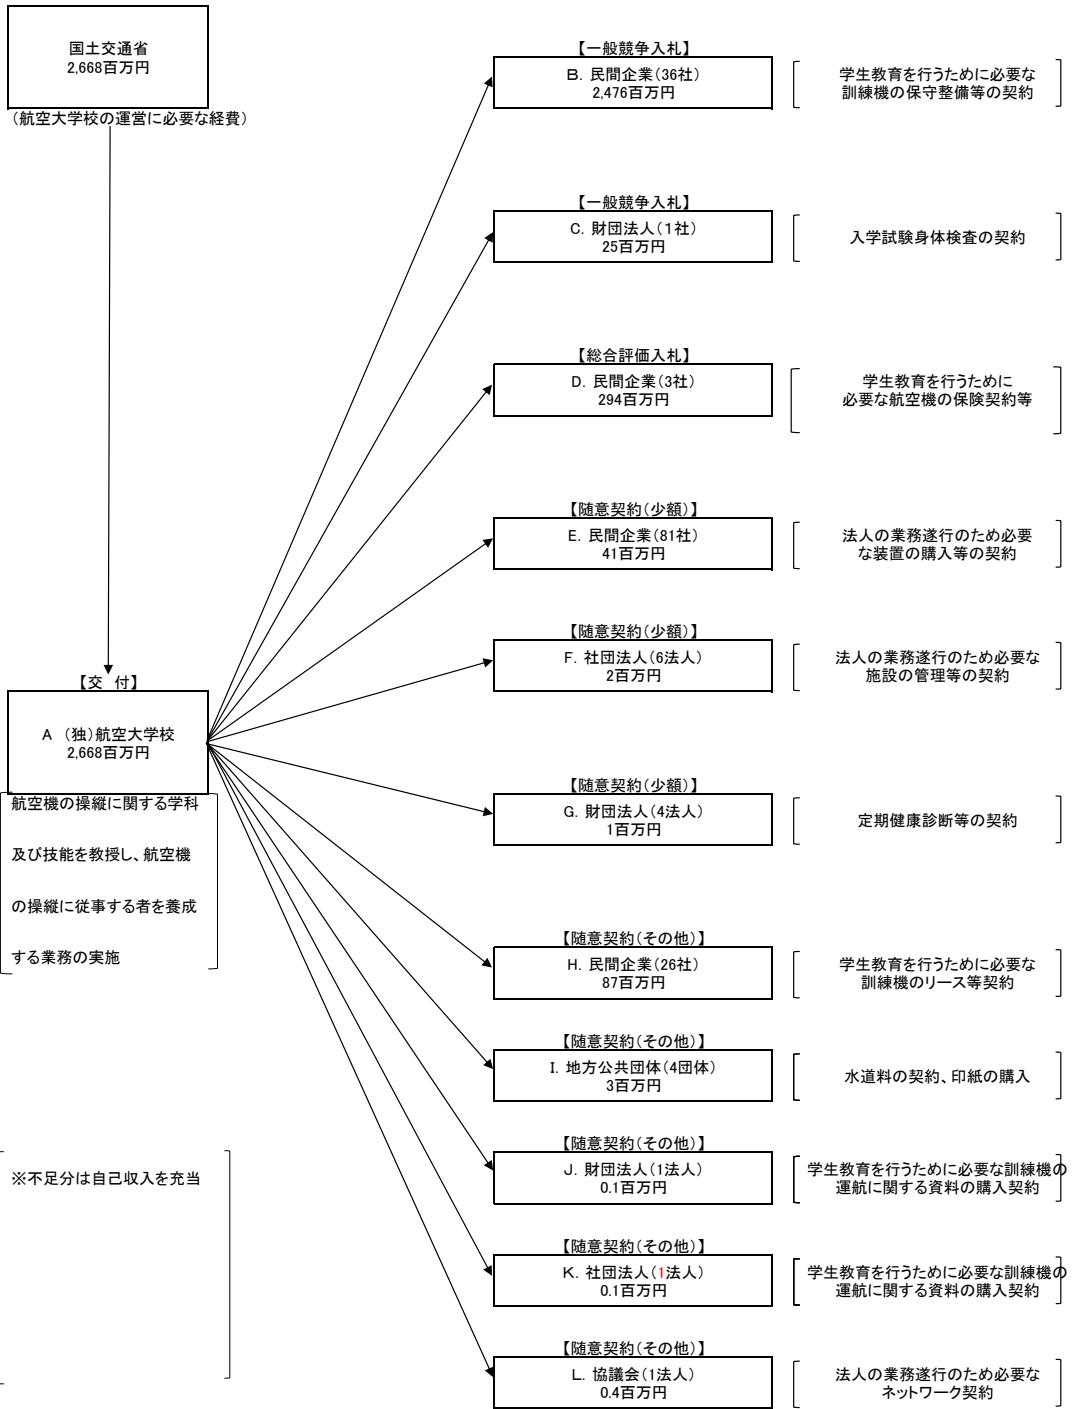 国土交通省
2,668百万円
（航空大学校の運営に必要な経費）
【交　付】
A　（独）航空大学校
2,668百万円
航空機の操縦に関する学科
及び技能を教授し、航空機
の操縦に従事する者を養成
する業務の実施
※不足分は自己収入を充当
【一般競争入札】
B．民間企業（36社）
2,476百万円
学生教育を行うために必要な
訓練機の保守整備等の契約
【一般競争入札】
C．財団法人（1社）
25百万円
入学試験身体検査の契約
【総合評価入札】
D．民間企業（3社）
294百万円
学生教育を行うために
必要な航空機の保険契約等
【随意契約（少額）】
E．民間企業（81社）
41百万円
法人の業務遂行のため必要
な装置の購入等の契約
【随意契約（少額）】
F．社団法人（6法人）
2百万円
法人の業務遂行のため必要な
施設の管理等の契約
【随意契約（少額）】
G．財団法人（4法人）
1百万円
定期健康診断等の契約
【随意契約（その他）】
H．民間企業（26社）
87百万円
学生教育を行うために必要な
訓練機のリース等契約
【随意契約（その他）】
I．地方公共団体（4団体）
3百万円
水道料の契約、印紙の購入
【随意契約（その他）】
J．財団法人（1法人）
0.1百万円
学生教育を行うために必要な訓練機の
運航に関する資料の購入契約
【随意契約（その他）】
K．社団法人（1法人）
0.1百万円
学生教育を行うために必要な訓練機の
運航に関する資料の購入契約
【随意契約（その他）】
L．協議会（1法人）
0.4百万円
法人の業務遂行のため必要な
ネットワーク契約